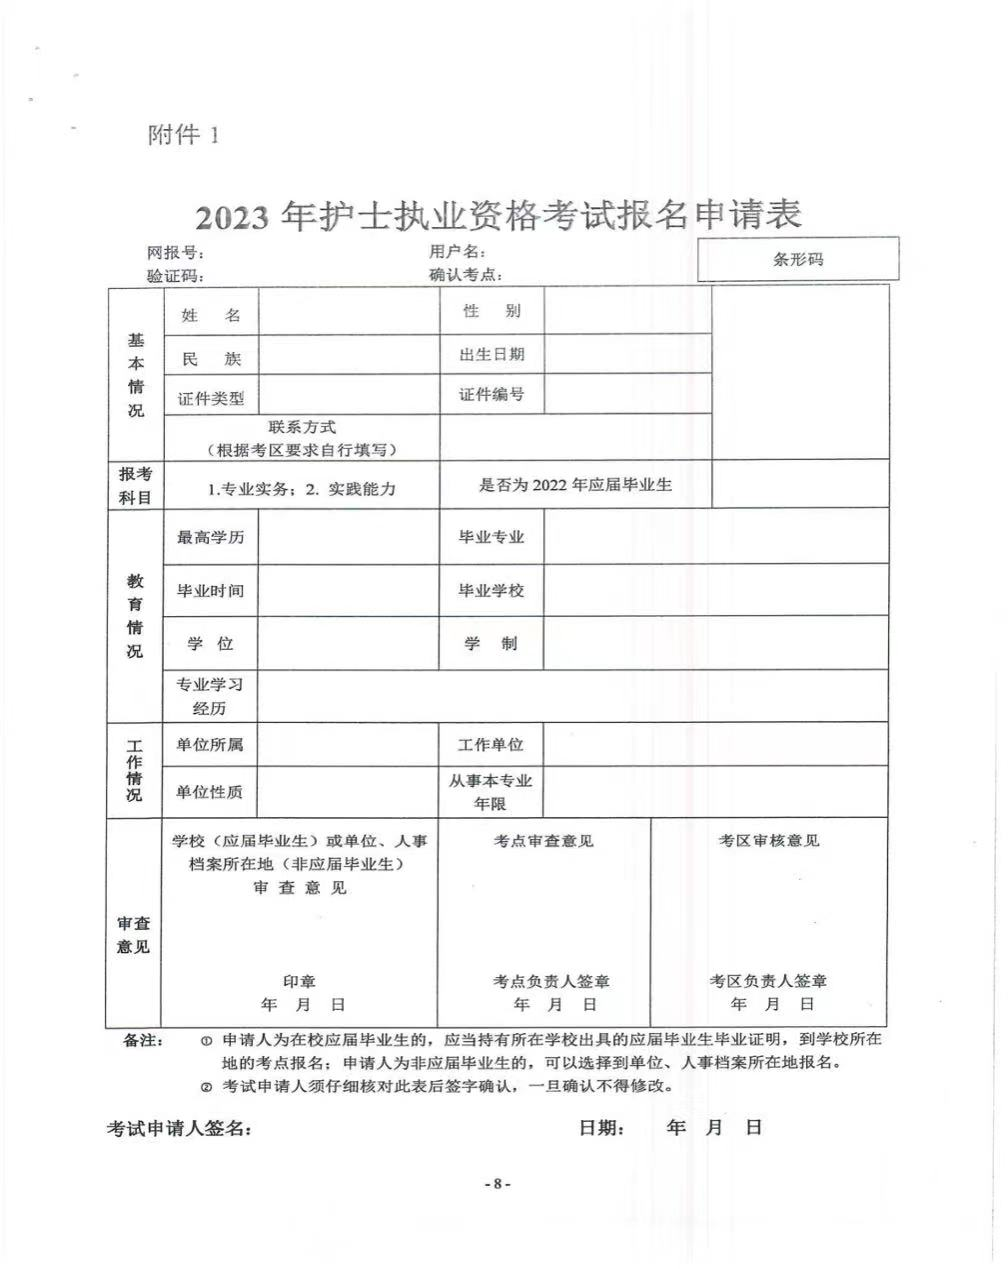 附件 1
2023 年护士执业资格考试报名申请表
网报号： 用户名：
条形码
验证码： 确认考点：
基本情况
姓 名 性 别
民 族 出生日期
证件类型 证件编号
联系方式
（根据考区要求自行填写）
报考
科目
1.专业实务；2. 实践能力 是否为 2022 年应届毕业生
教育情况
最高学历 毕业专业
毕业时间 毕业学校
学 位 学 制
专业学习
经历
工作情况
单位所属 工作单位
单位性质 从事本专业
年限
审查
意见
学校（应届毕业生）或单位、人事
档案所在地（非应届毕业生）
审 查 意 见
印章
年 月 日
考点审查意见
考点负责人签章
年 月 日
考区审核意见
考区负责人签章
年 月 日
备注： ① 申请人为在校应届毕业生的，应当持有所在学校出具的应届毕业生毕业证明，到学校所在
地的考点报名；申请人为非应届毕业生的，可以选择到单位、人事档案所在地报名。
② 考试申请人须仔细核对此表后签字确认，一旦确认不得修改。
考试申请人签名： 日期： 年 月 日
- 8 -